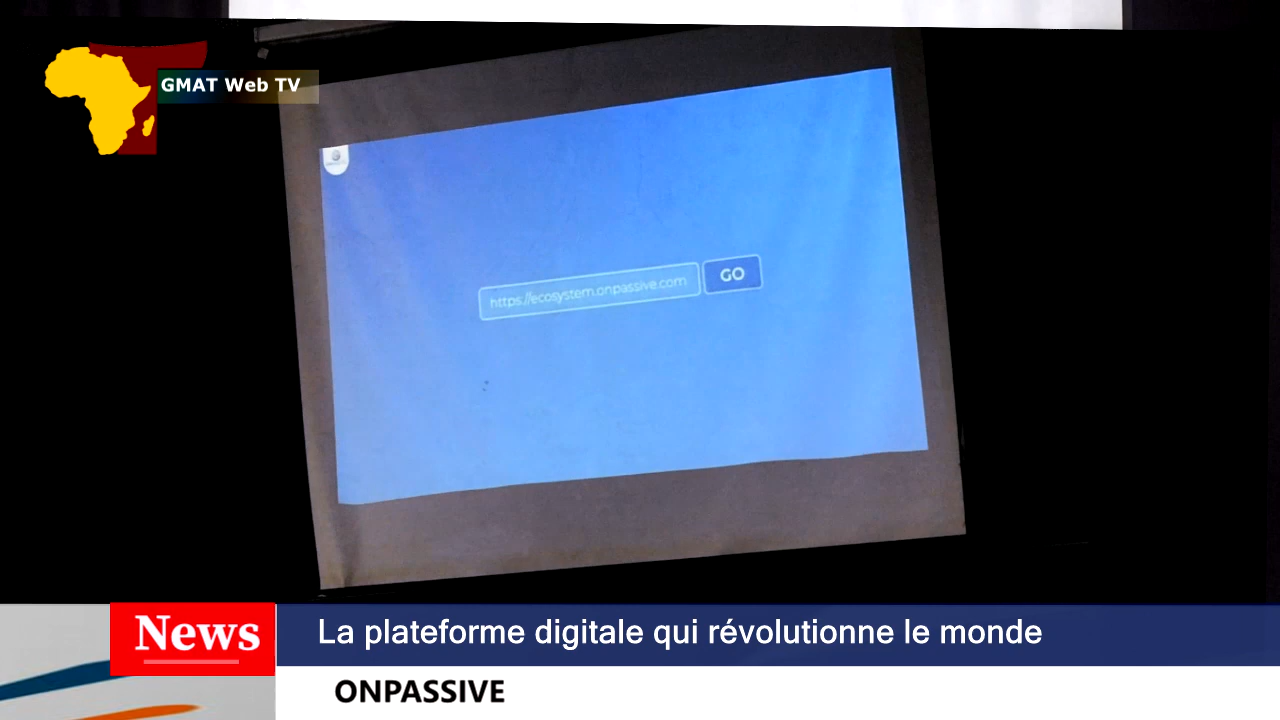 GMAT Web TV
https://ecosystem.onpassive.com
GO
News
La plateforme digitale qui révolutionne le monde
ONPASSIVE